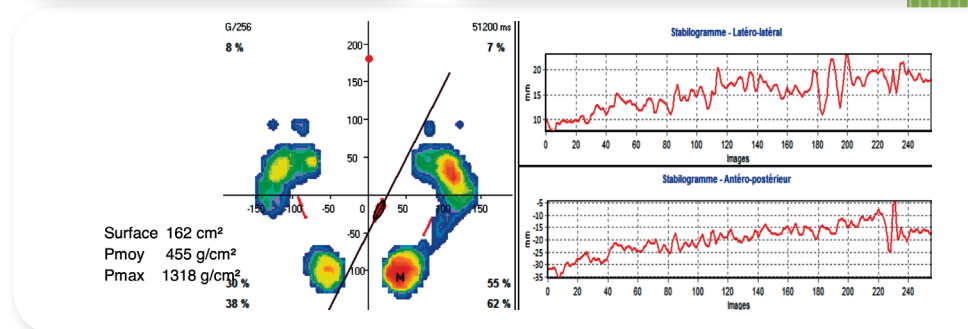 G/256
51200 ms
8 %
7 %
200
150
100
50
-150
-100
-50
0
50
100
150
-50
100
M
Surface 162 cm²
Pmoy 455 g/cm²
Pmax 1318 g/cm²
30 %
55 %
38 %
62 %
Stabilogramme - Latéro-latéral
mm
20
15
10
0 20 40 60 80 100 120 140 160 180 200 220 240
Images
Stabilogramme - Antéro-postérieur
mm
-5
-10
-15
-20
-25
-30
-35
0 20 40 60 80 100 120 140 160 180 200 220 240
Images